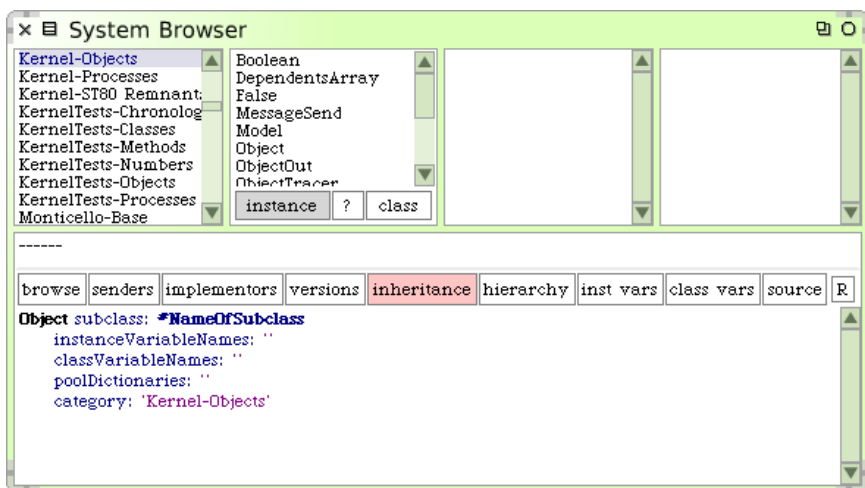 System Browser
Kernel-Objects
Kernel-Processes
Kernel-ST80 Remnant
KernelTests-Chronolog
KernelTests-Classes
KernelTests-Methods
KernelTests-Numbers
KernelTests-Objects
KernelTests-Processes
Monticello-Base
Boolean
DependentsArray
False
MessageSend
Model
Object
ObjectOut
ObjectTracer
instance ? class
------
browse senders implementors versions inheritance hierarchy inst vars class vars source R
Object subclass: #NameOfSubclass
instanceVariableNames: ''
classVariableNames: ''
poolDictionaries: ''
category: 'Kernel-Objects'